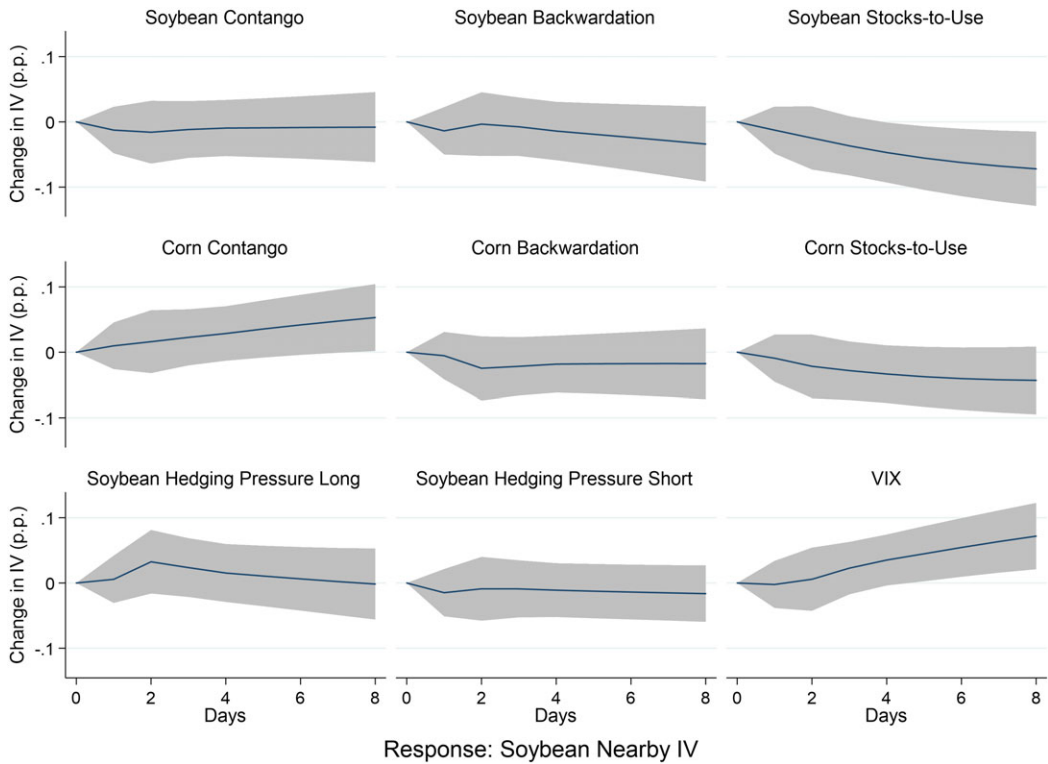 Soybean Contango
Soybean Backwardation
Soybean Stocks-to-Use
Change in IV (p.p.)
.1
0
-.1
Corn Contango
Corn Backwardation
Corn Stocks-to-Use
Change in IV (p.p.)
.1
0
-.1
Soybean Hedging Pressure Long
Soybean Hedging Pressure Short
VIX
Change in IV (p.p.)
.1
0
-.1
0 2 4 6 8
0 2 4 6 8
0 2 4 6 8
Days
Days
Days
Response: Soybean Nearby IV